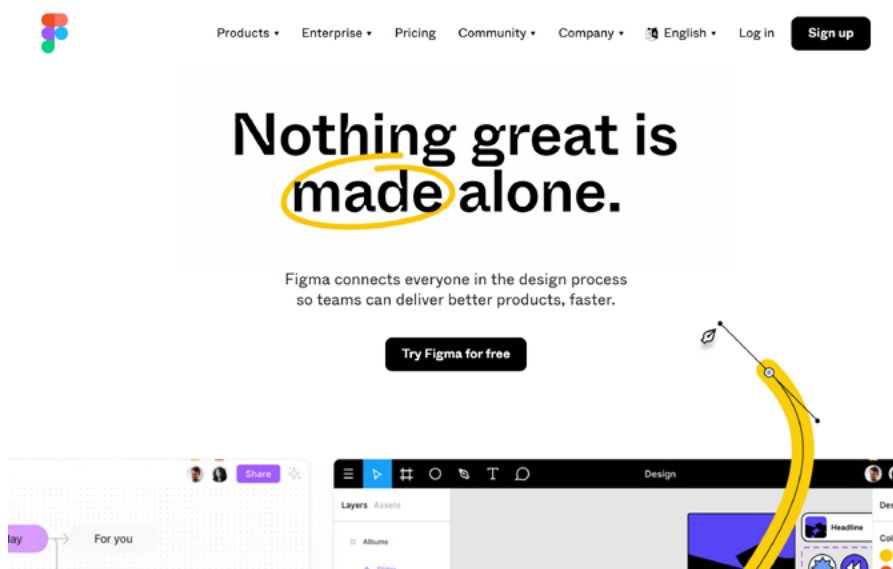 Products
Enterprise
Pricing
Community
Company
English
Log in
Sign up
Nothing great is
made alone.
Figma connects everyone in the design process
so teams can deliver better products, faster.
Try Figma for free
Share
For you
Design
Layers Assets
Albums
Headline